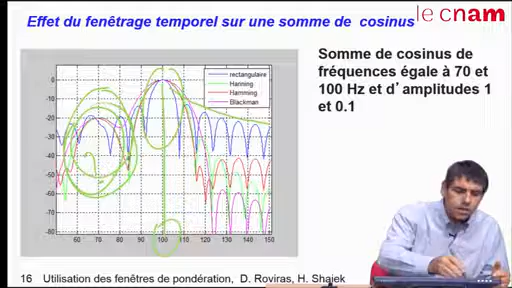 Effet du fenêtrage temporel sur une somme de cosinus
le cnam
Somme de cosinus de
fréquences égale à 70 et
100 Hz et d'amplitudes 1
et 0.1
rectangulaire
Hanning
Hamming
Blackman
0
-10
-20
-30
-40
-50
-60
-70
-80
50 60 70 80 90 100 110 120 130 140 150
16 Utilisation des fenêtres de pondération, D. Roviras, H. Shaiek